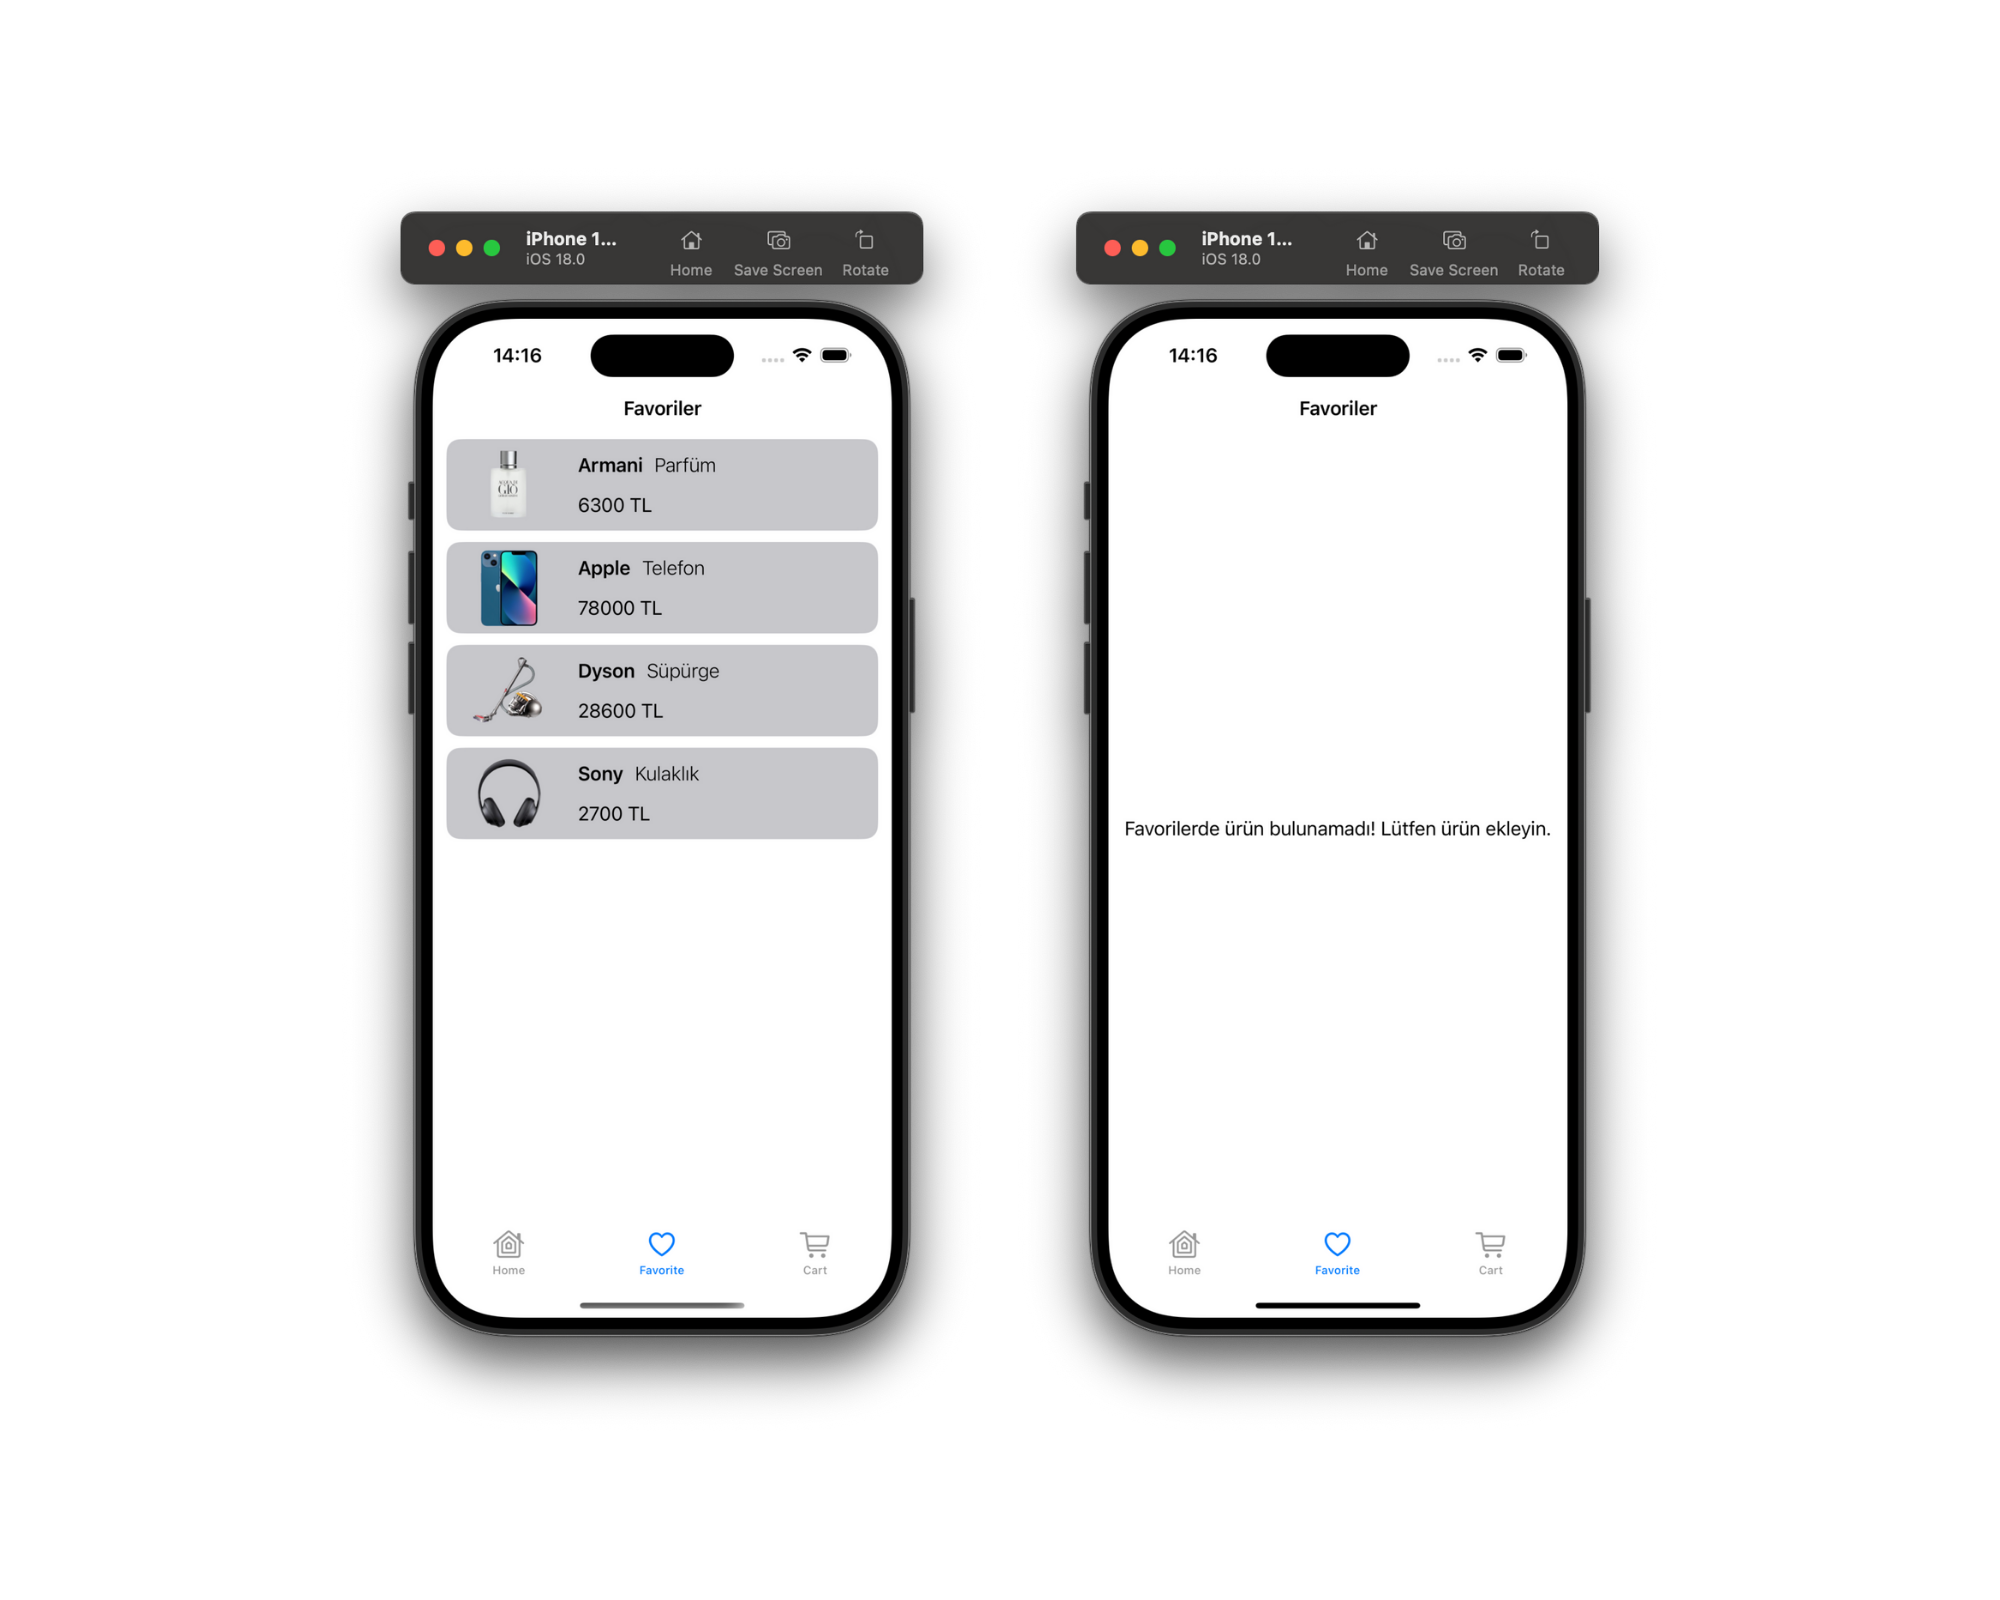 iPhone 1...
iOS 18.0
Home
Save Screen
Rotate
14:16
Favoriler
Armani Parfüm
6300 TL
Apple Telefon
78000 TL
Dyson Süpürge
28600 TL
Sony Kulaklık
2700 TL
Home
Favorite
Cart
iPhone 1...
iOS 18.0
Home
Save Screen
Rotate
14:16
Favoriler
Favorilerde ürün bulunamadı! Lütfen ürün ekleyin.
Home
Favorite
Cart